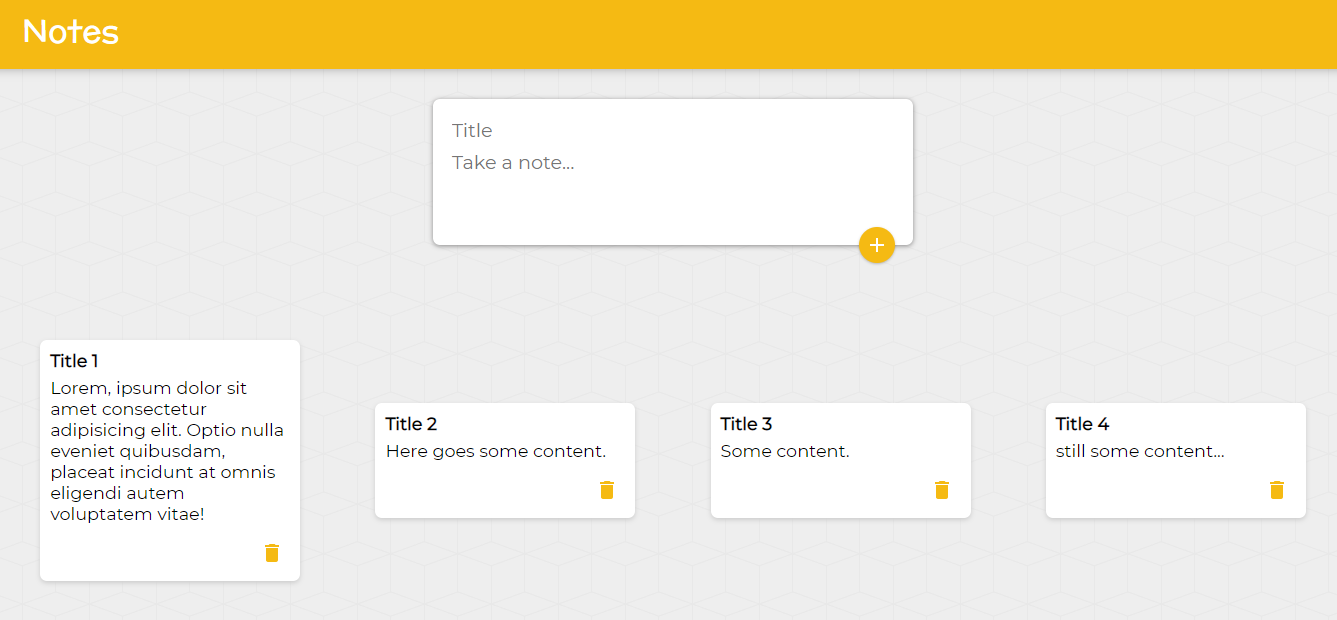 Notes
Title
Take a note...
Title 1
Lorem, ipsum dolor sit
amet consectetur
adipisicing elit. Optio nulla
eveniet quibusdam,
placeat incidunt at omnis
eligendi autem
voluptatem vitae!
Title 2
Here goes some content.
Title 3
Some content.
Title 4
still some content...